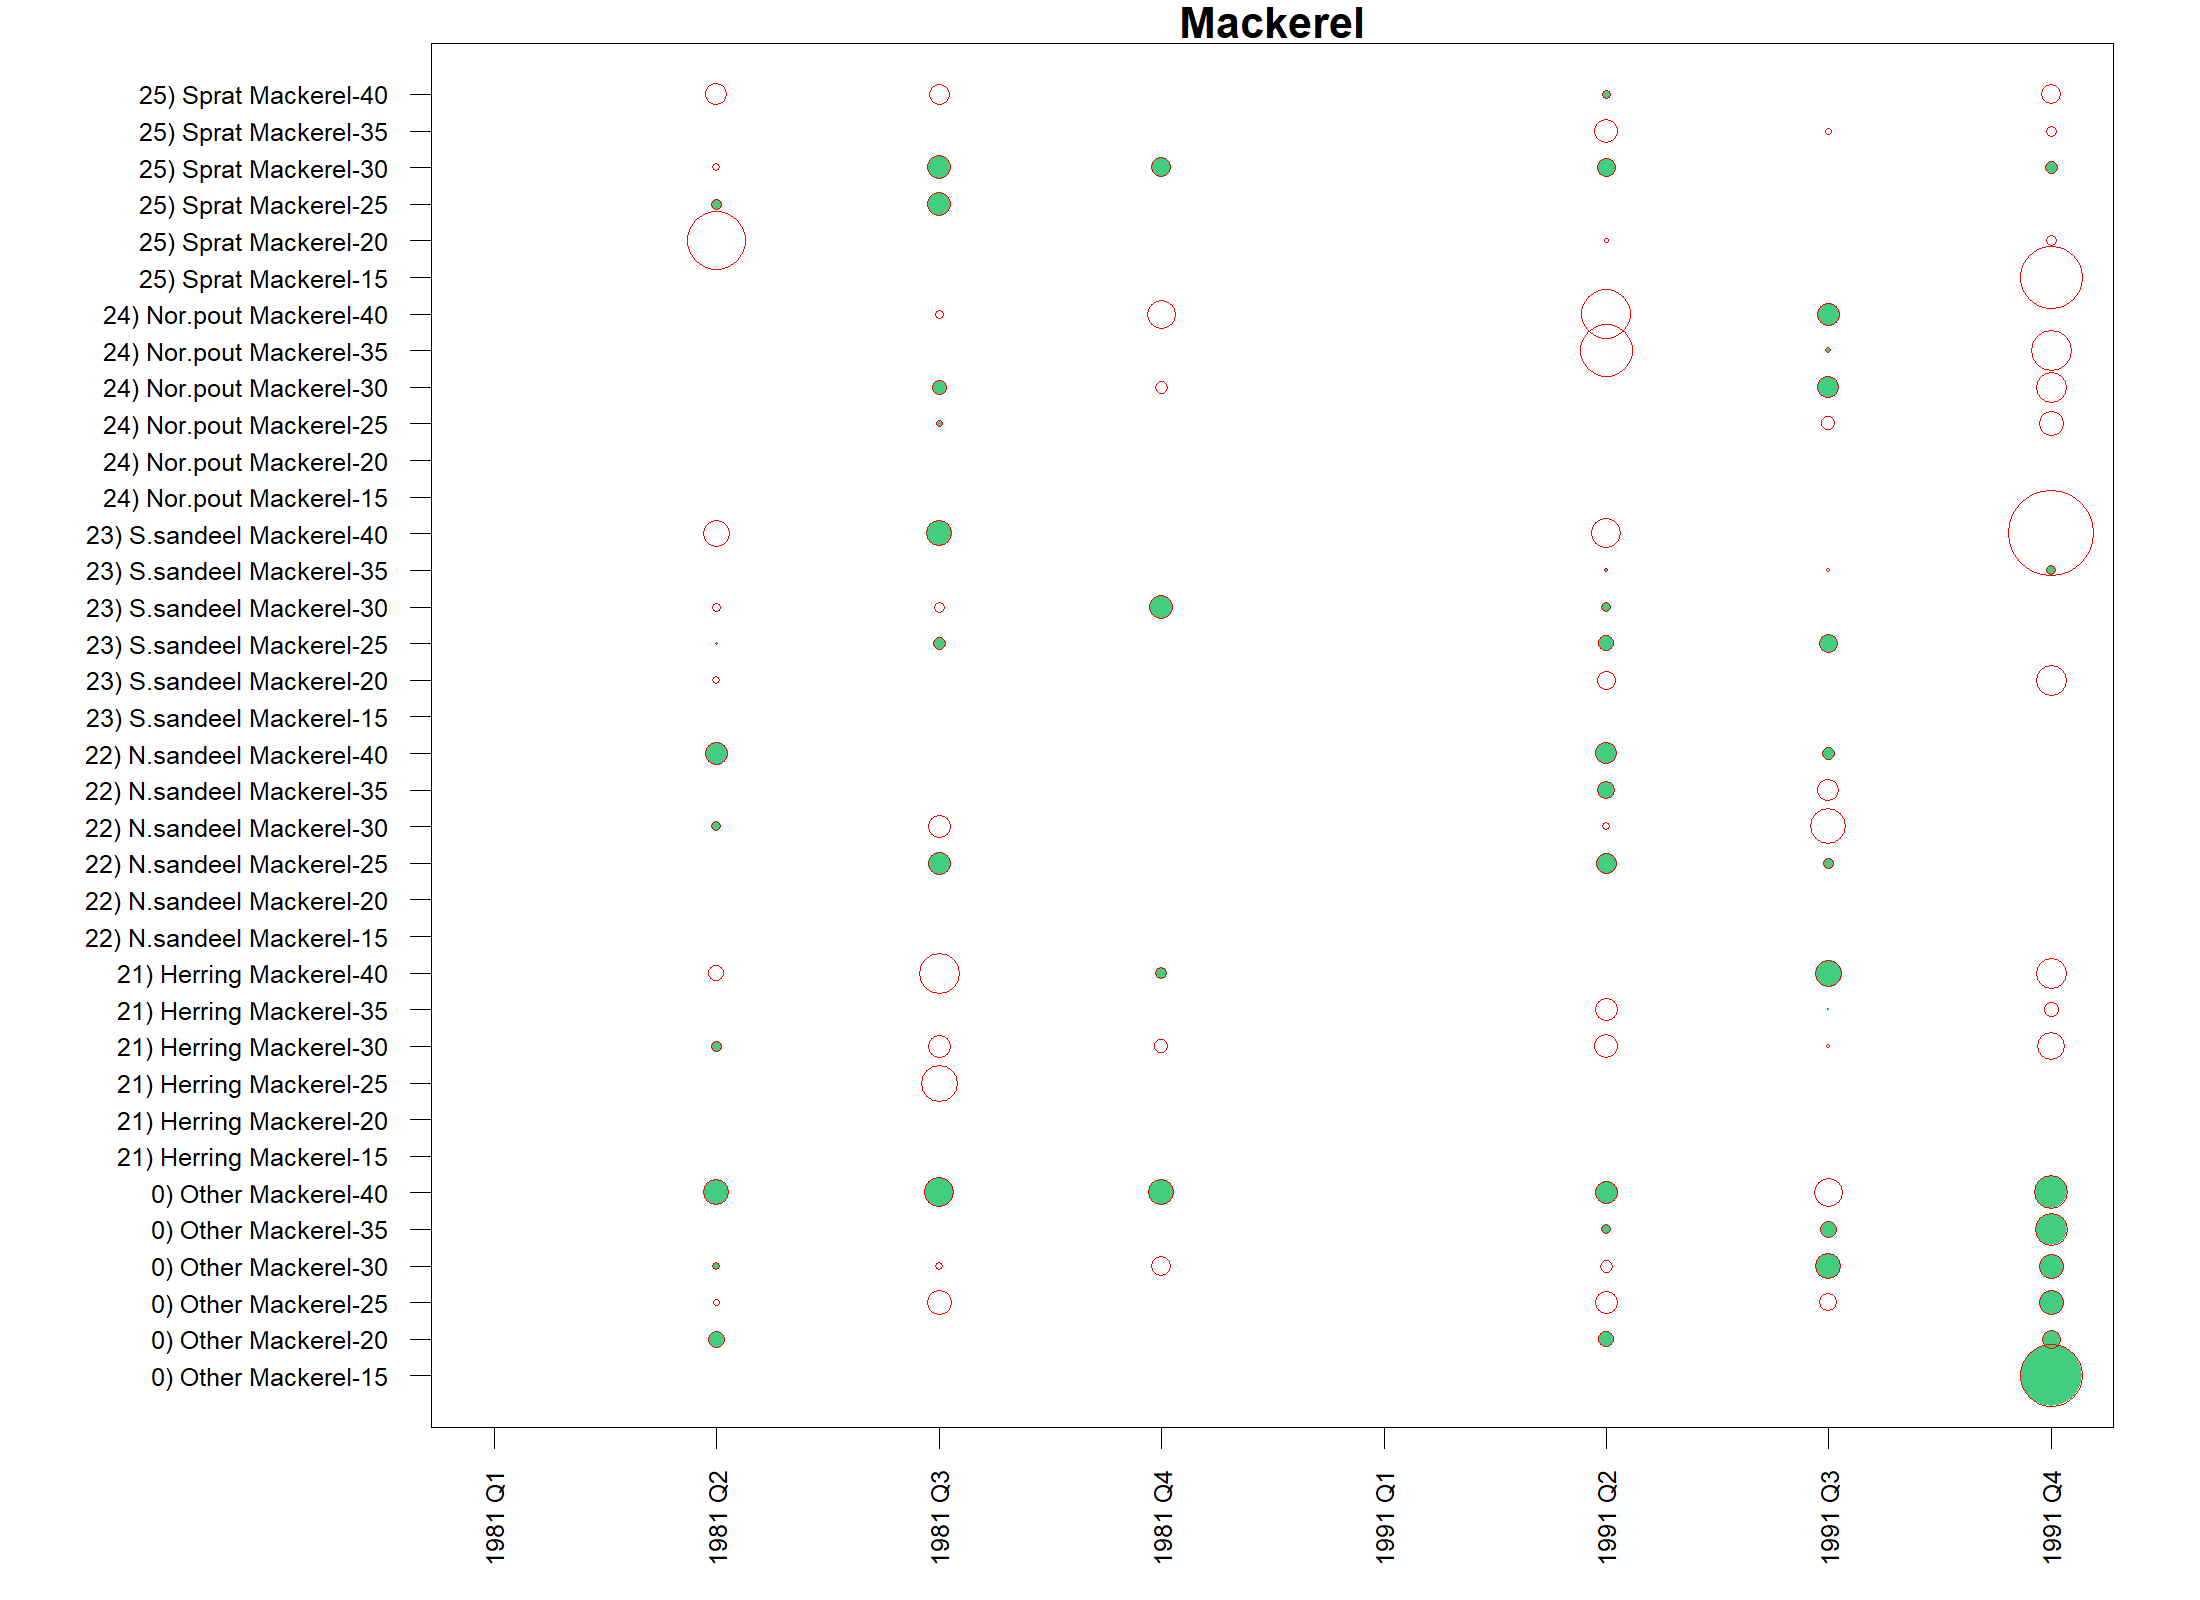 Mackerel
25) Sprat Mackerel-40
25) Sprat Mackerel-35
25) Sprat Mackerel-30
25) Sprat Mackerel-25
25) Sprat Mackerel-20
25) Sprat Mackerel-15
24) Nor.pout Mackerel-40
24) Nor.pout Mackerel-35
24) Nor.pout Mackerel-30
24) Nor.pout Mackerel-25
24) Nor.pout Mackerel-20
24) Nor.pout Mackerel-15
23) S.sandeel Mackerel-40
23) S.sandeel Mackerel-35
23) S.sandeel Mackerel-30
23) S.sandeel Mackerel-25
23) S.sandeel Mackerel-20
23) S.sandeel Mackerel-15
22) N.sandeel Mackerel-40
22) N.sandeel Mackerel-35
22) N.sandeel Mackerel-30
22) N.sandeel Mackerel-25
22) N.sandeel Mackerel-20
22) N.sandeel Mackerel-15
21) Herring Mackerel-40
21) Herring Mackerel-35
21) Herring Mackerel-30
21) Herring Mackerel-25
21) Herring Mackerel-20
21) Herring Mackerel-15
0) Other Mackerel-40
0) Other Mackerel-35
0) Other Mackerel-30
0) Other Mackerel-25
0) Other Mackerel-20
0) Other Mackerel-15
1981 Q1
1981 Q2
1981 Q3
1981 Q4
1991 Q1
1991 Q2
1991 Q3
1991 Q4